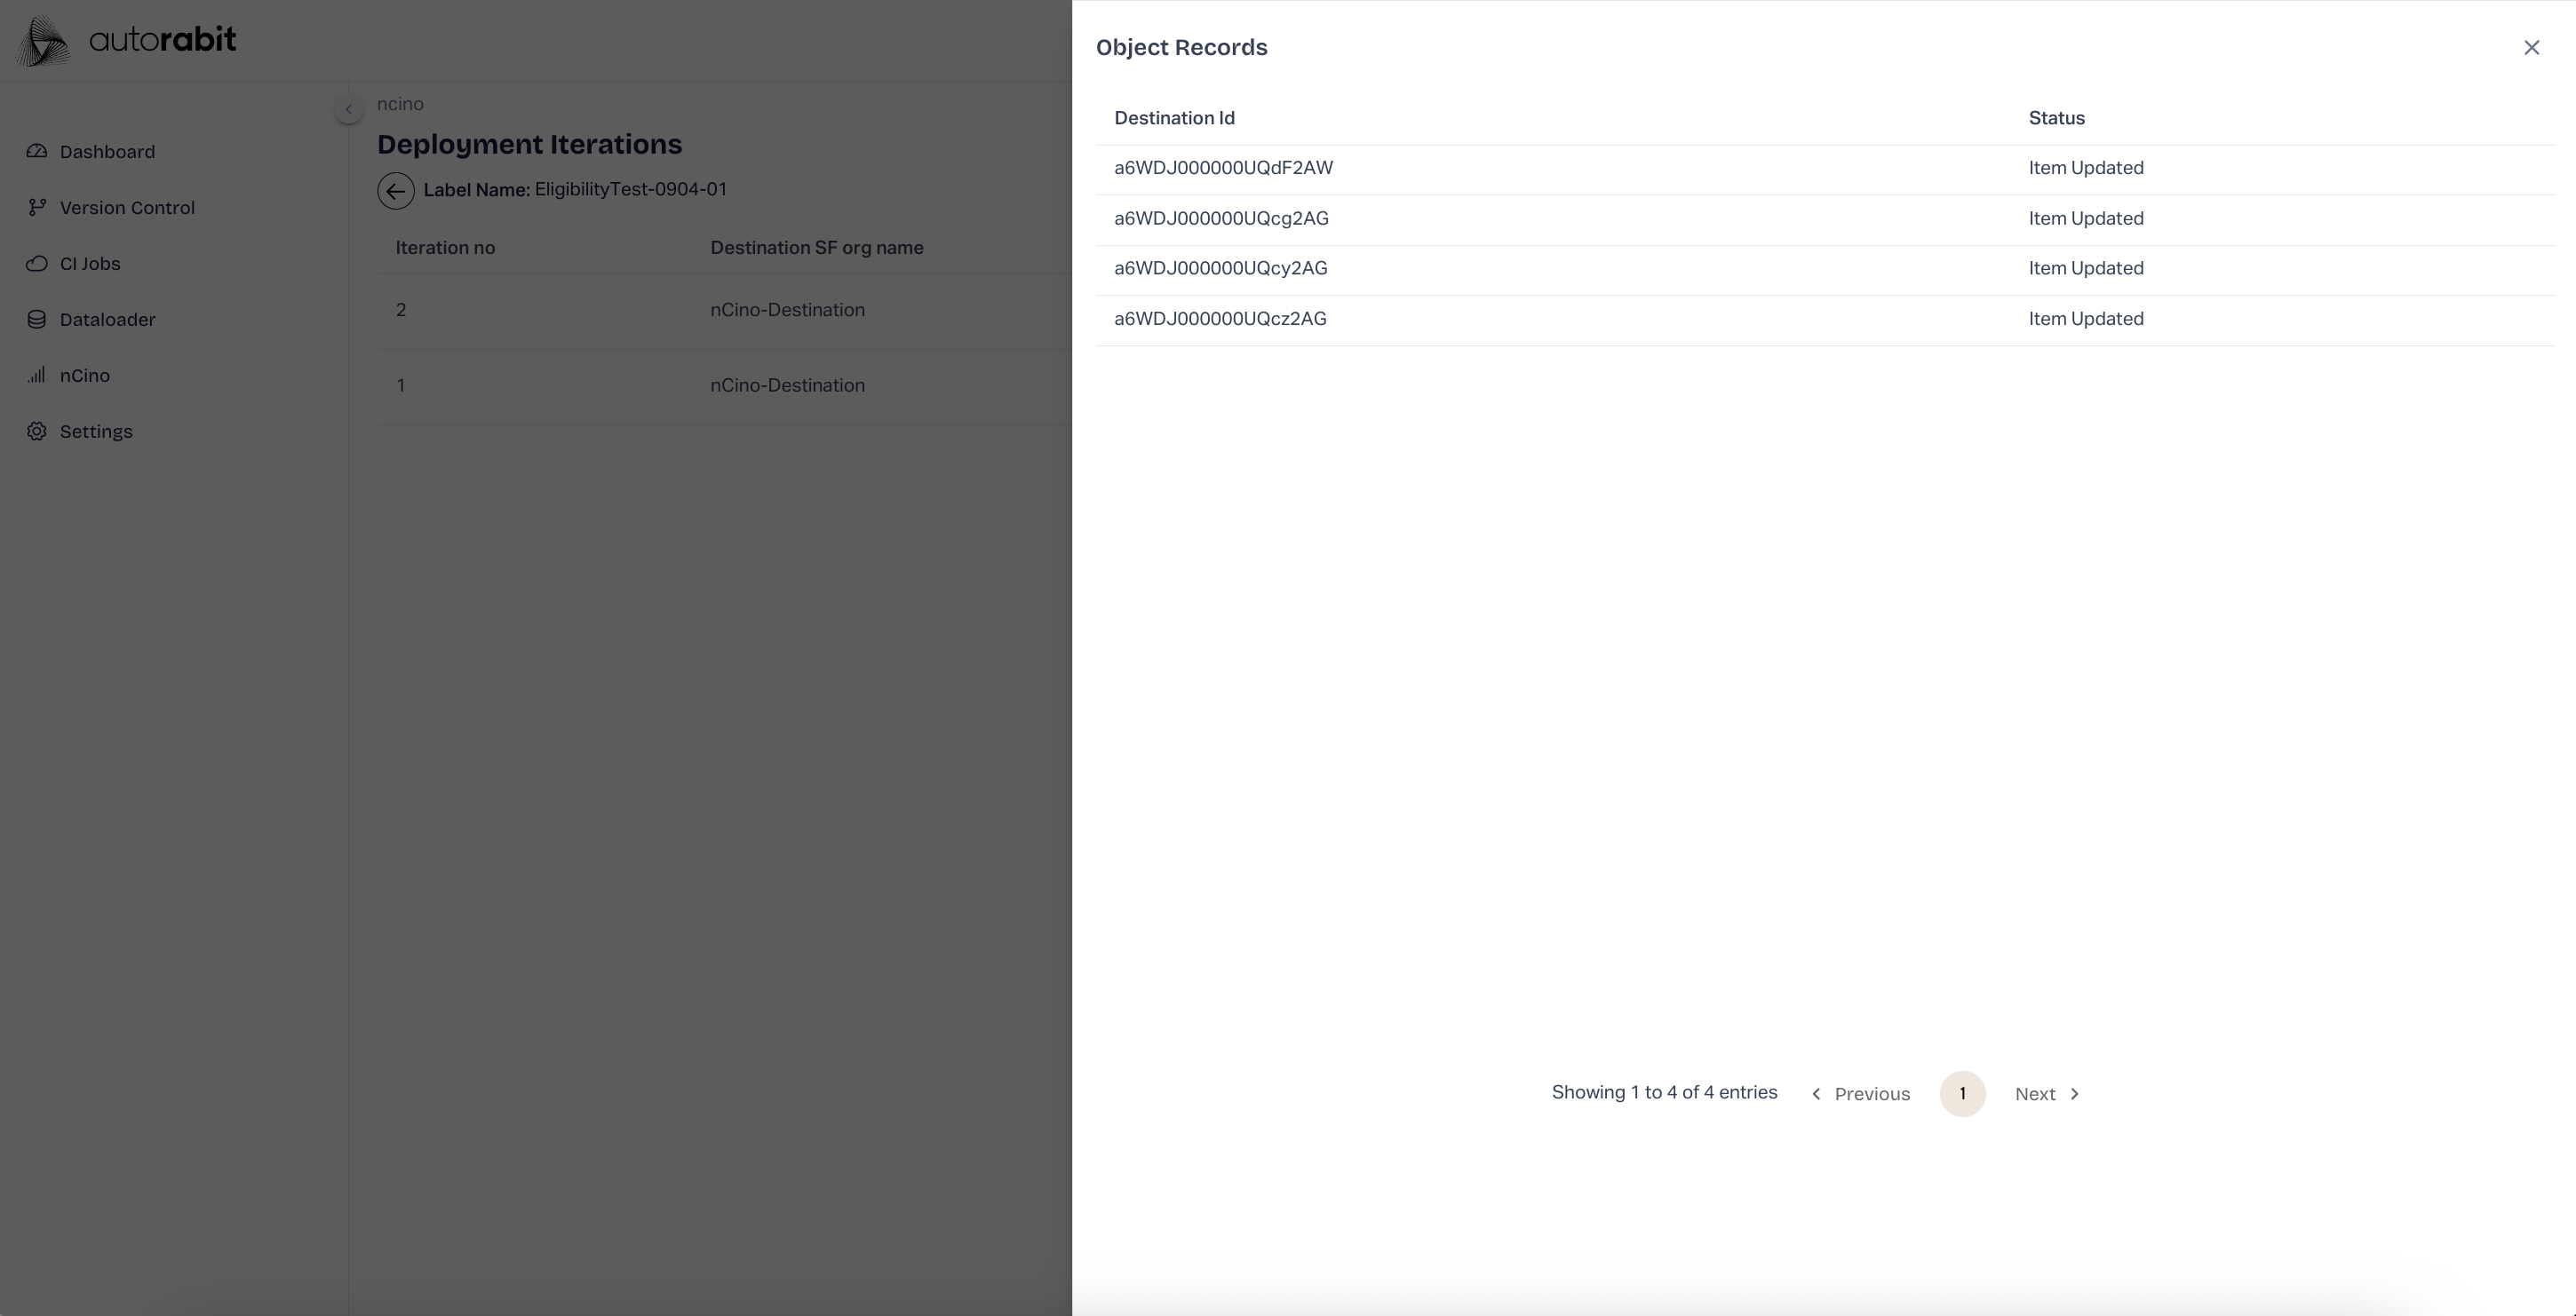 autorabit
Dashboard
Version Control
CI Jobs
Dataloader
nCino
Settings
ncino
Deployment Iterations
Label Name: EligibilityTest-0904-01
Iteration no Destination SF org name
2 nCino-Destination
1 nCino-Destination
Object Records
Destination Id Status
a6WDJ000000UQdF2AW Item Updated
a6WDJ000000UQcg2AG Item Updated
a6WDJ000000UQcy2AG Item Updated
a6WDJ000000UQcz2AG Item Updated
Showing 1 to 4 of 4 entries Previous 1 Next